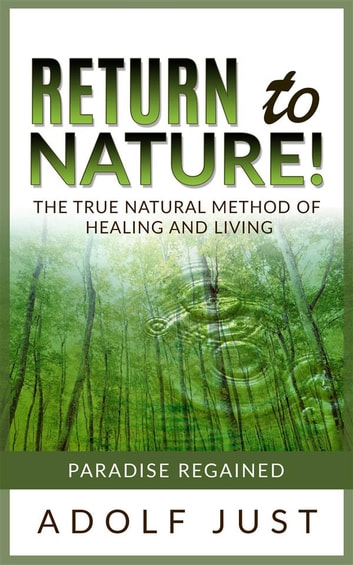 RETURN to
NATURE!
THE TRUE NATURAL METHOD OF
HEALING AND LIVING
PARADISE REGAINED
ADOLF JUST